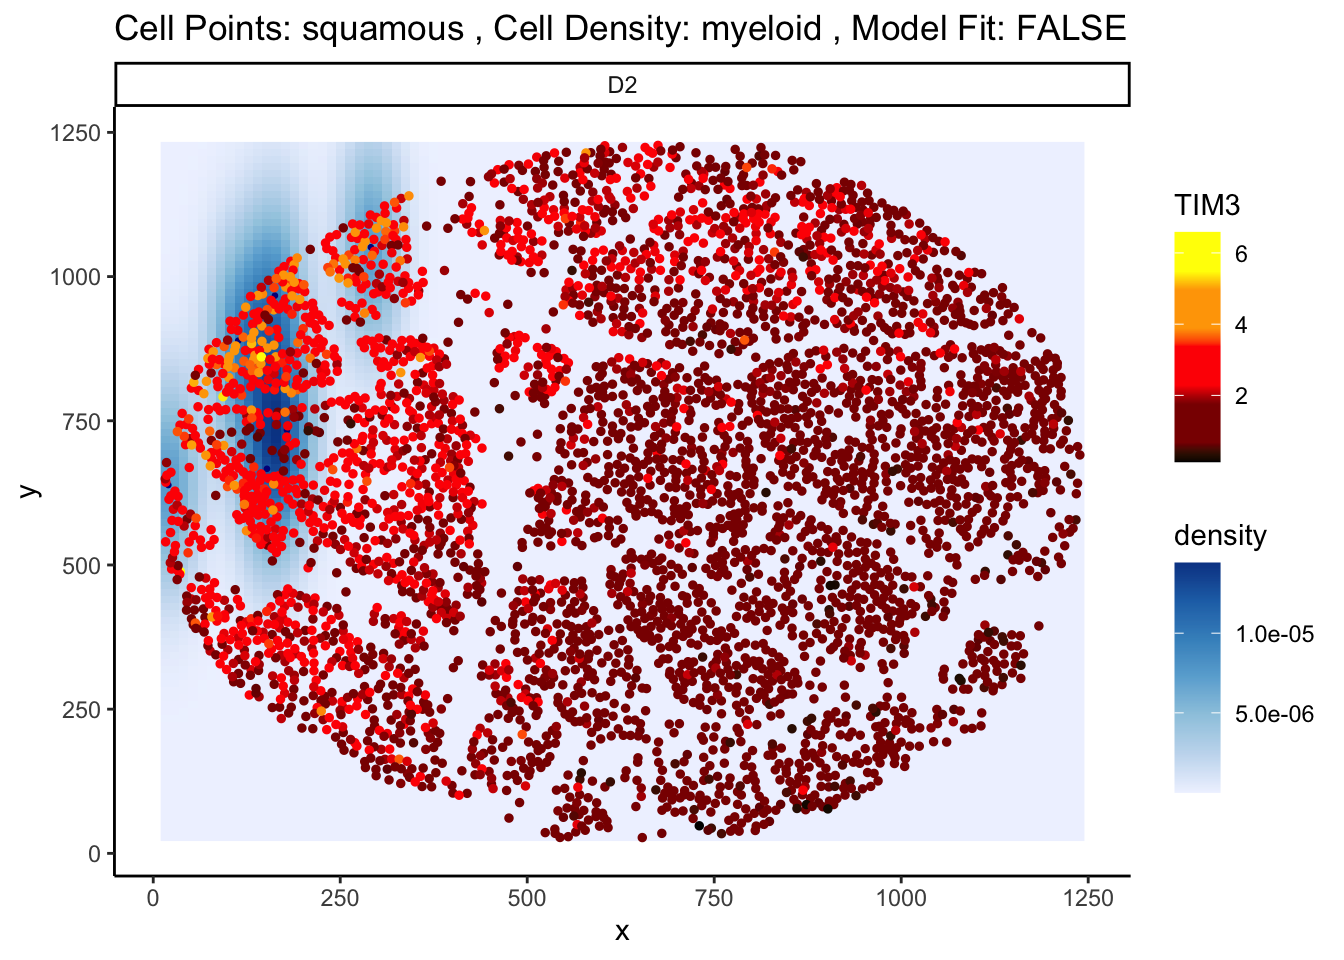 Cell Points: squamous , Cell Density: myeloid , Model Fit: FALSE
D2
1250
1000
750
500
250
0
y
0 250 500 750 1000 1250
x
TIM3
6
4
2
density
1.0e-05
5.0e-06